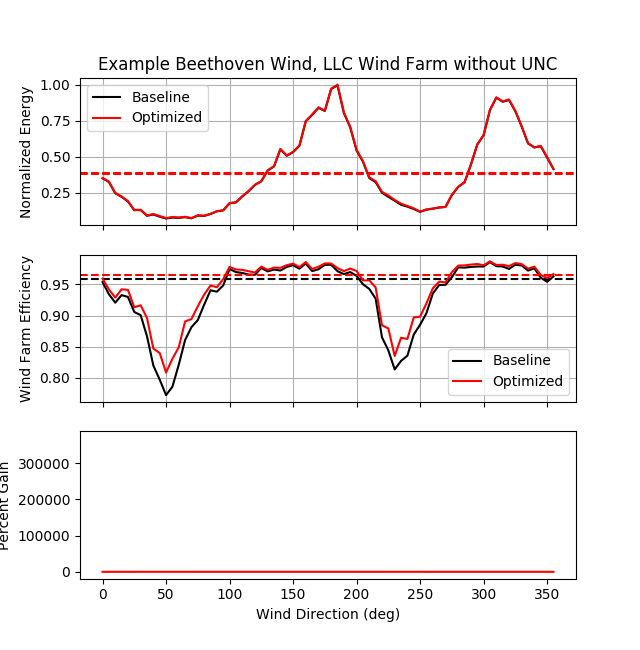 Example Beethoven Wind, LLC Wind Farm without UNC
Normalized Energy
1.00
0.75
0.50
0.25
Baseline
Optimized
Wind Farm Efficiency
0.95
0.90
0.85
0.80
Baseline
Optimized
Percent Gain
300000
200000
100000
0
0 50 100 150 200 250 300 350
Wind Direction (deg)